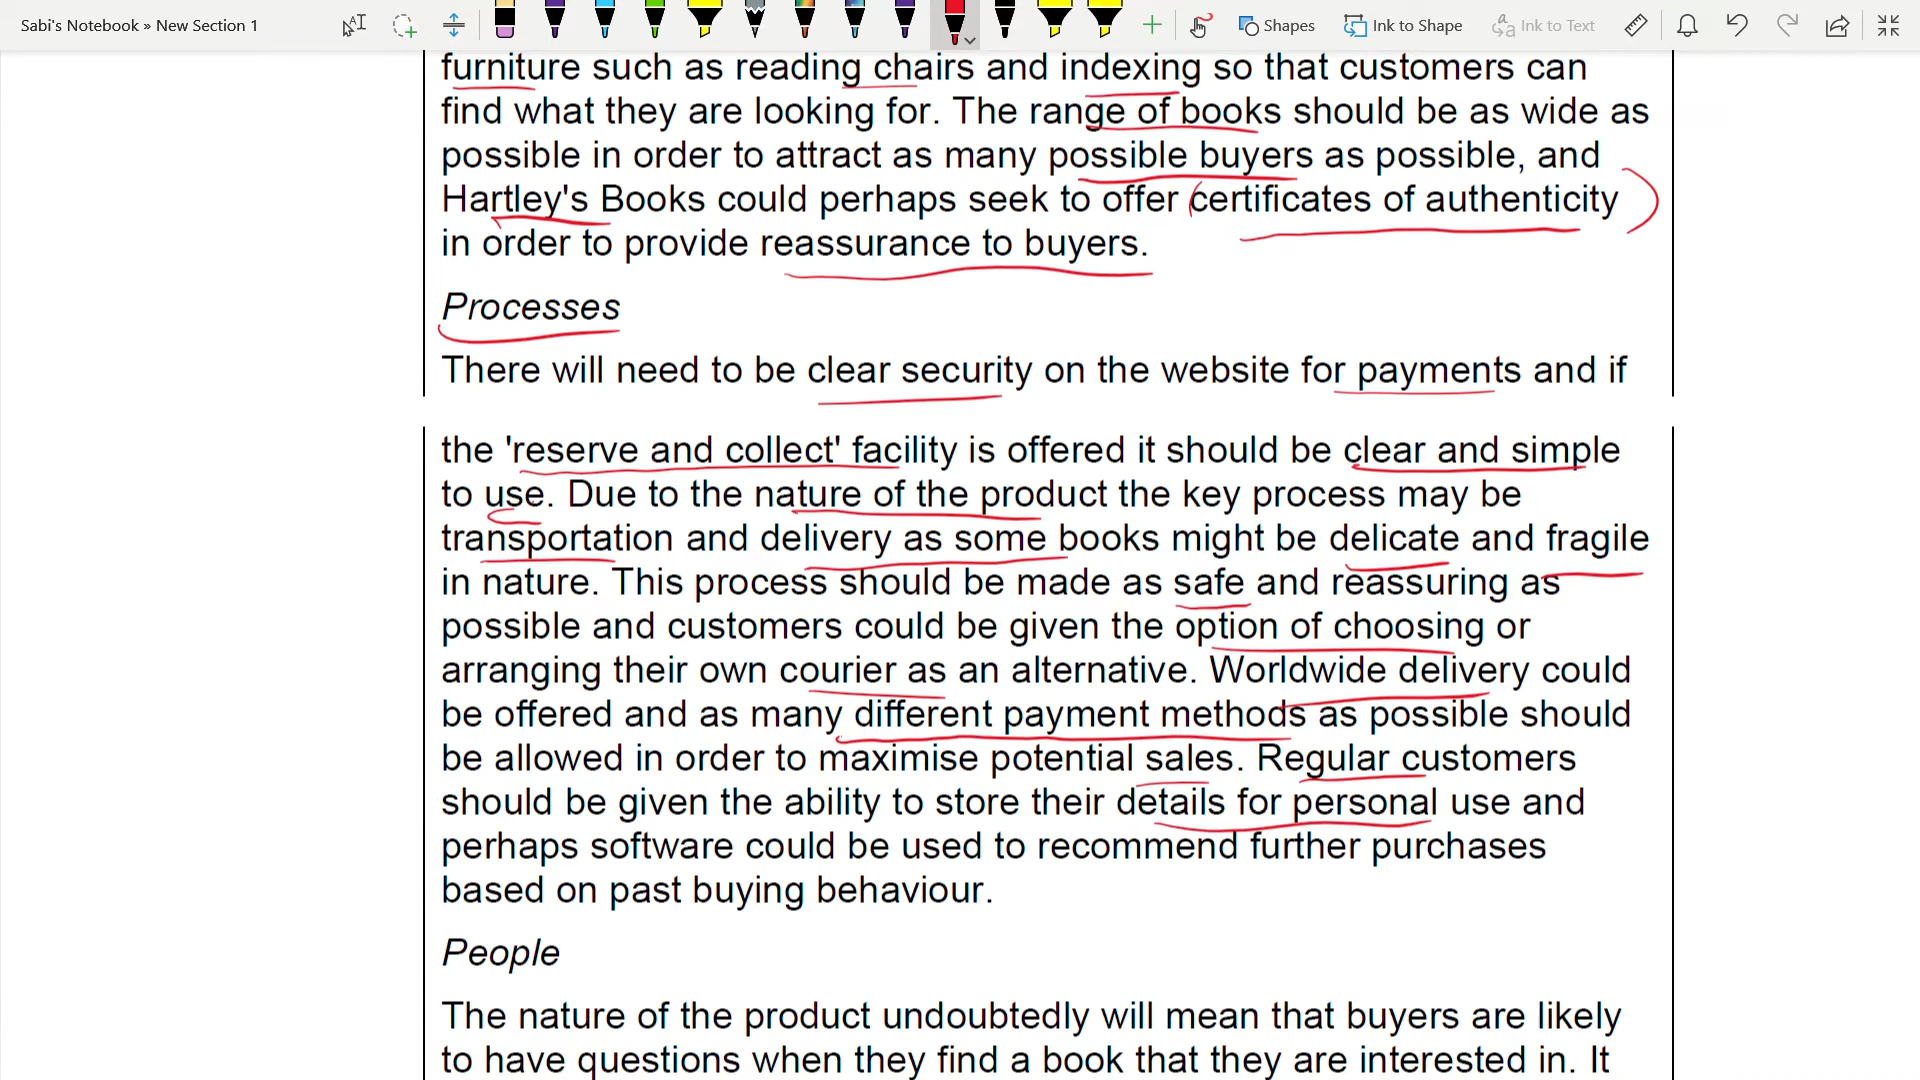 Sabi's Notebook » New Section 1
Shapes
Ink to Shape
Ink to Text
furniture such as reading chairs and indexing so that customers can
find what they are looking for. The range of books should be as wide as
possible in order to attract as many possible buyers as possible, and
Hartley's Books could perhaps seek to offer certificates of authenticity
in order to provide reassurance to buyers.
Processes
There will need to be clear security on the website for payments and if
the 'reserve and collect' facility is offered it should be clear and simple
to use. Due to the nature of the product the key process may be
transportation and delivery as some books might be delicate and fragile
in nature. This process should be made as safe and reassuring as
possible and customers could be given the option of choosing or
arranging their own courier as an alternative. Worldwide delivery could
be offered and as many different payment methods as possible should
be allowed in order to maximise potential sales. Regular customers
should be given the ability to store their details for personal use and
perhaps software could be used to recommend further purchases
based on past buying behaviour.
People
The nature of the product undoubtedly will mean that buyers are likely
to have questions when they find a book that they are interested in. It